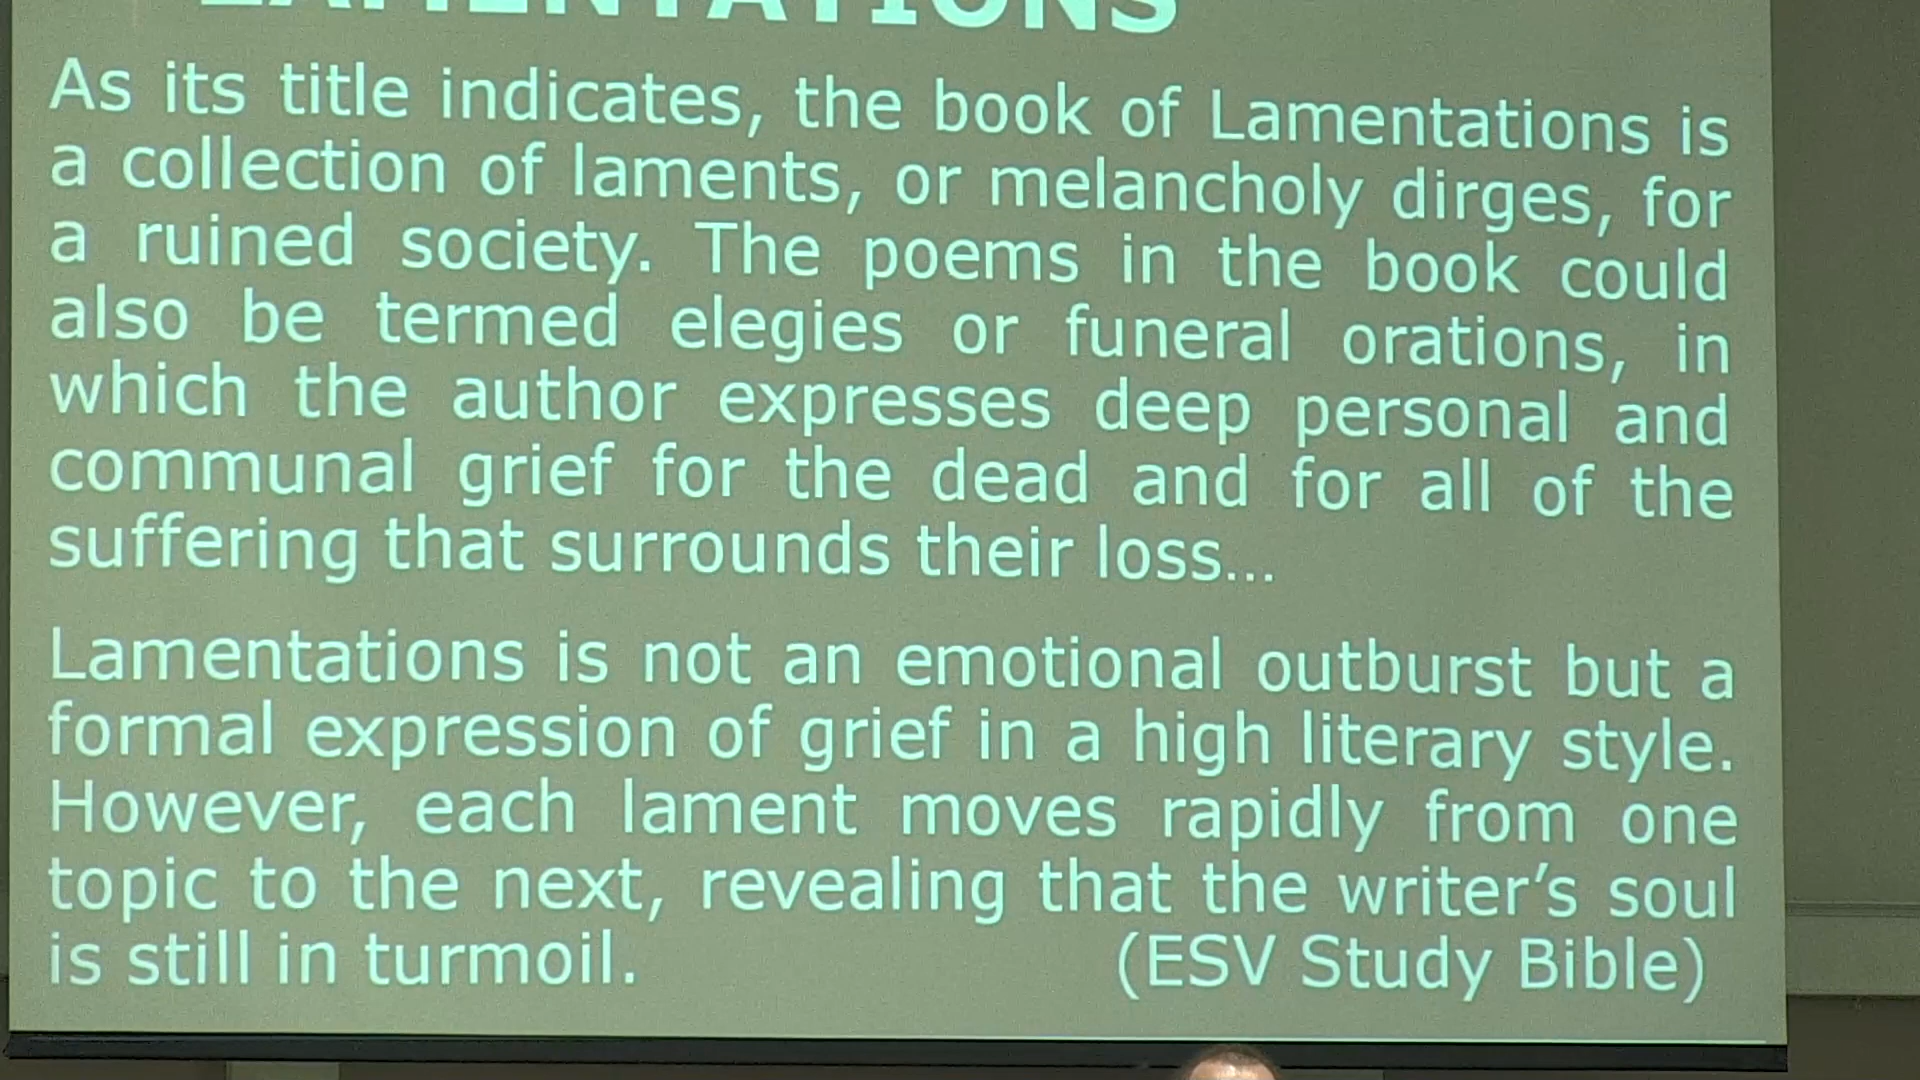 LAMENTATIONS
As its title indicates, the book of Lamentations is
a collection of laments, or melancholy dirges, for
a ruined society. The poems in the book could
also be termed elegies or funeral orations, in
which the author expresses deep personal and
communal grief for the dead and for all of the
suffering that surrounds their loss...
Lamentations is not an emotional outburst but a
formal expression of grief in a high literary style.
However, each lament moves rapidly from one
topic to the next, revealing that the writer’s soul
is still in turmoil. (ESV Study Bible)